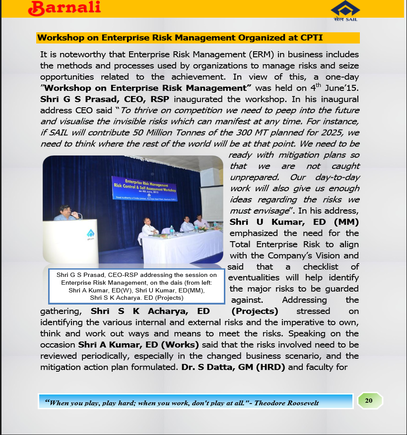 Barnali
सेल SAIL
Workshop on Enterprise Risk Management Organized at CPTI
It is noteworthy that Enterprise Risk Management (ERM) in business includes
the methods and processes used by organizations to manage risks and seize
opportunities related to the achievement. In view of this, a one-day
"Workshop on Enterprise Risk Management" was held on 4th June'15.
Shri G S Prasad, CEO, RSP inaugurated the workshop. In his inaugural
address CEO said "To thrive on competition we need to peep into the future
and visualise the invisible risks which can manifest at any time. For instance,
if SAIL will contribute 50 Million Tonnes of the 300 MT planned for 2025, we
need to think where the rest of the world will be at that point. We need to be
ready with mitigation plans so
that we are not caught
unprepared. Our day-to-day
work will also give us enough
ideas regarding the risks we
must envisage". In his address,
Shri U Kumar, ED (MM)
emphasized the need for the
Total Enterprise Risk to align
with the Company's Vision and
said that a checklist of
eventualities will help identify
the major risks to be guarded
against. Addressing the
Enterprise Risk Management
Risk Control & Self Assessment Workshop
Shri G S Prasad, CEO-RSP addressing the session on
Enterprise Risk Management, on the dais (from left:
Shri A Kumar, ED(W), Shri U Kumar, ED(MM),
Shri S K Acharya. ED (Projects)
gathering, Shri S K Acharya, ED (Projects) stressed on
identifying the various internal and external risks and the imperative to own,
think and work out ways and means to meet the risks. Speaking on the
occasion Shri A Kumar, ED (Works) said that the risks involved need to be
reviewed periodically, especially in the changed business scenario, and the
mitigation action plan formulated. Dr. S Datta, GM (HRD) and faculty for
"When you play, play hard; when you work, don't play at all."- Theodore Roosevelt
20